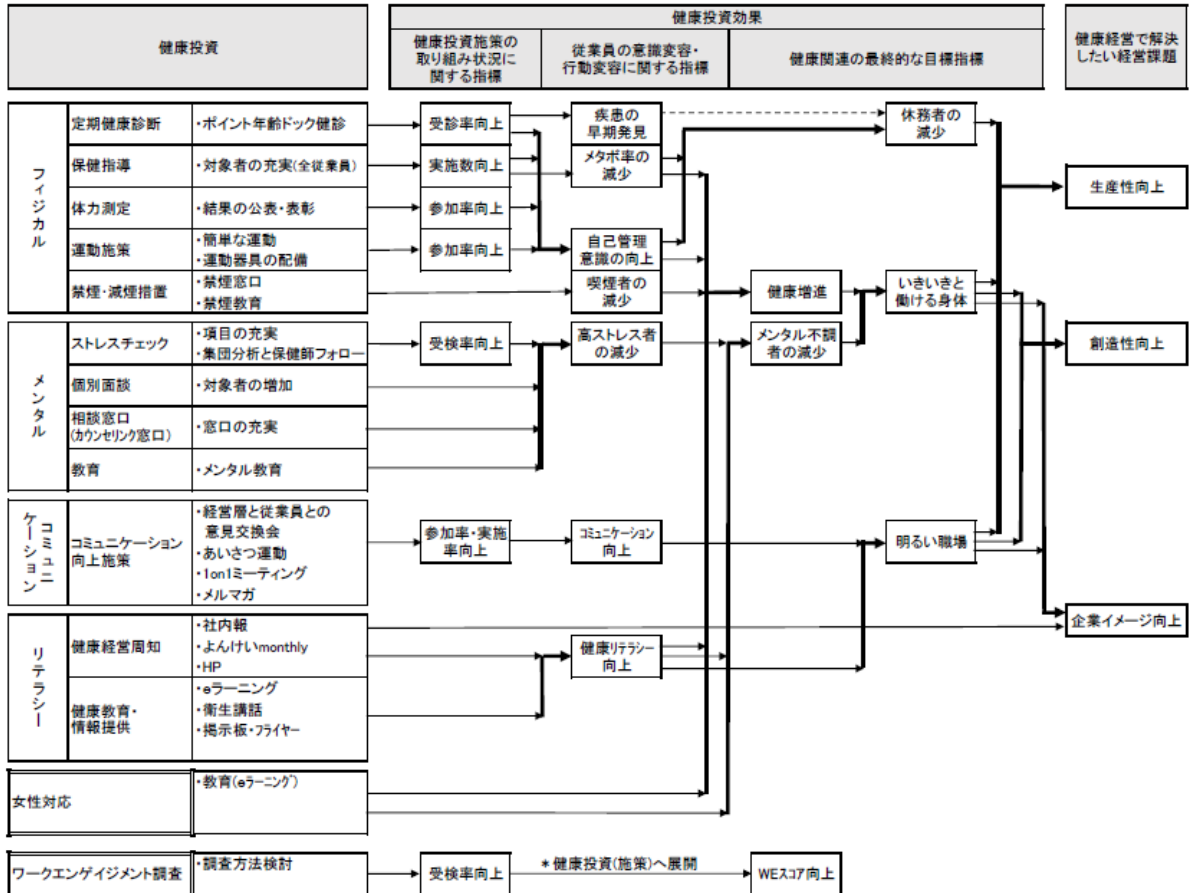 健康投資
健康投資効果
健康投資施策の
取り組み状況に
関する指標
従業員の意識変容・
行動変容に関する指標
健康関連の最終的な目標指標
健康経営で解決
したい経営課題
フィジカル
定期健康診断
・ポイント年齢ドック健診
受診率向上
疾患の
早期発見
休務者の
減少
保健指導
・対象者の充実(全従業員)
実施数向上
メタボ率の
減少
生産性向上
体力測定
・結果の公表・表彰
参加率向上
運動施策
・簡単な運動
・運動器具の配備
参加率向上
自己管理
意識の向上
禁煙・減煙措置
・禁煙窓口
・禁煙教育
喫煙者の
減少
健康増進
いきいきと
働ける身体
メンタル
ストレスチェック
・項目の充実
・集団分析と保健師フォロー
受検率向上
高ストレス者
の減少
メンタル不調
者の減少
創造性向上
個別面談
・対象者の増加
相談窓口
(カウンセリング窓口)
・窓口の充実
教育
・メンタル教育
コミュニ
ケーション
コミュニケーション
向上施策
・経営層と従業員との
意見交換会
・あいさつ運動
・1on1ミーティング
・メルマガ
参加率・実施
率向上
コミュニケーション
向上
明るい職場
リテラシー
健康経営周知
・社内報
・よんけいmonthly
・HP
健康リテラシー
向上
企業イメージ向上
健康教育・
情報提供
・eラーニング
・衛生講話
・掲示板・フライヤー
女性対応
・教育(eラーニング)
ワークエンゲイジメント調査
・調査方法検討
受検率向上
＊健康投資(施策)へ展開
WEスコア向上